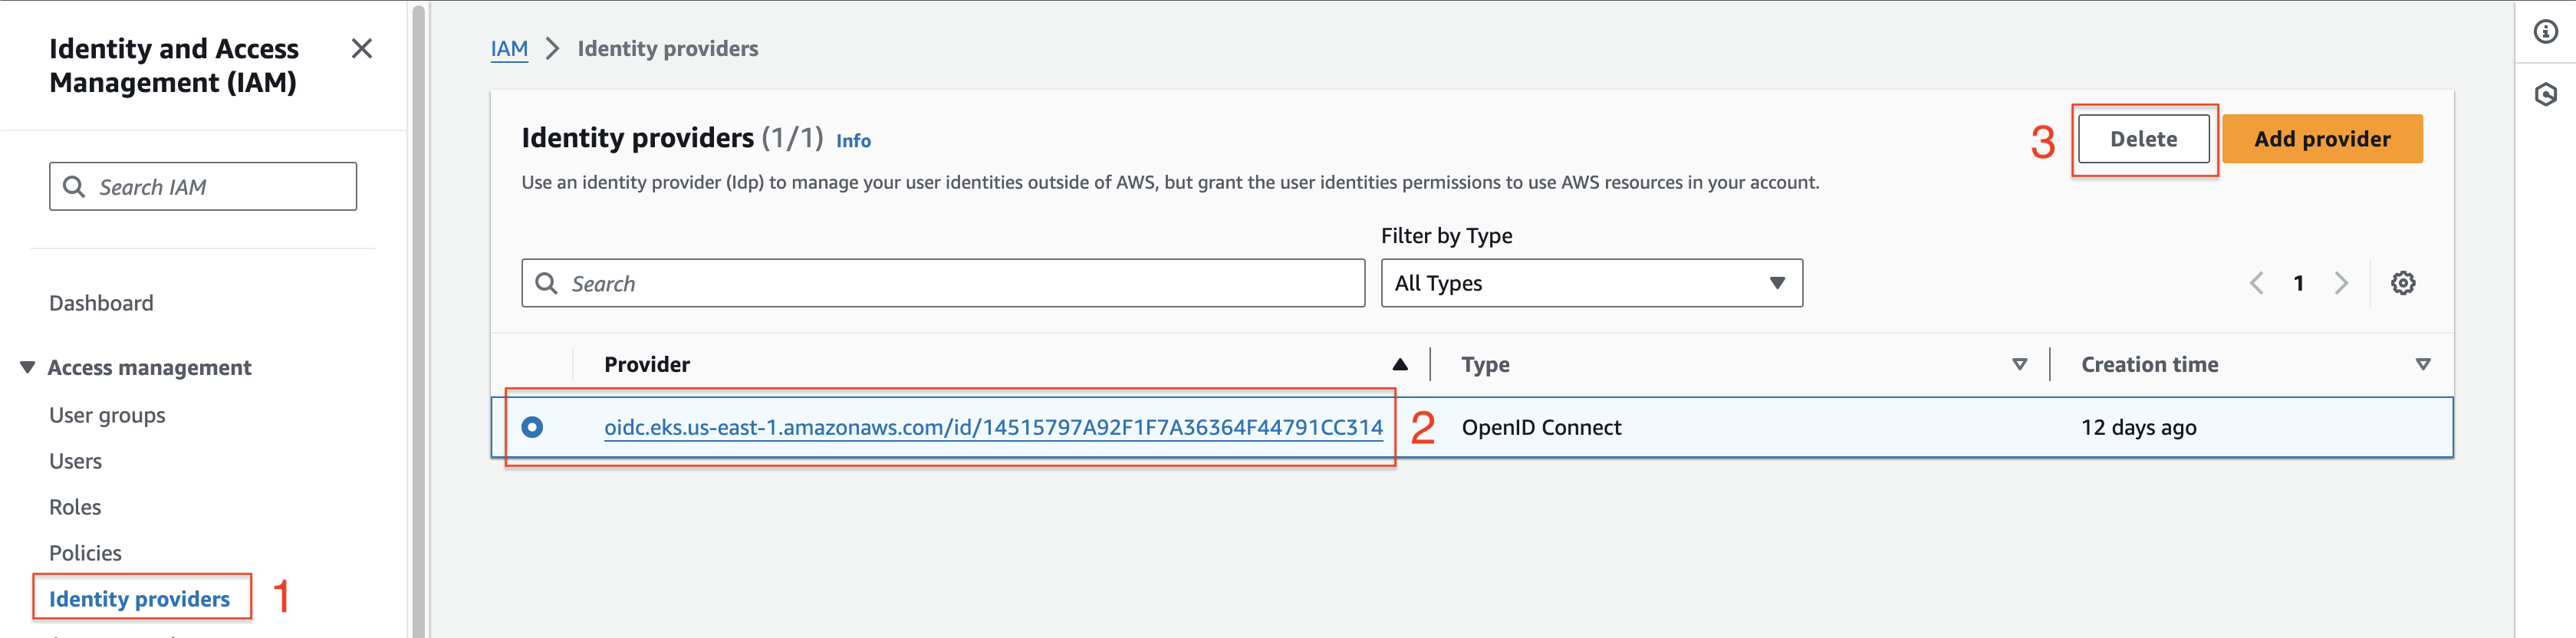 Identity and Access
Management (IAM)
Search IAM
Dashboard
Access management
User groups
Users
Roles
Policies
Identity providers
1
IAM > Identity providers
Identity providers (1/1) Info
3
Delete
Add provider
Use an identity provider (Idp) to manage your user identities outside of AWS, but grant the user identities permissions to use AWS resources in your account.
Filter by Type
Search
All Types
1
Provider
Type
Creation time
oidc.eks.us-east-1.amazonaws.com/id/14515797A92F1F7A36364F44791CC314
2
OpenID Connect
12 days ago